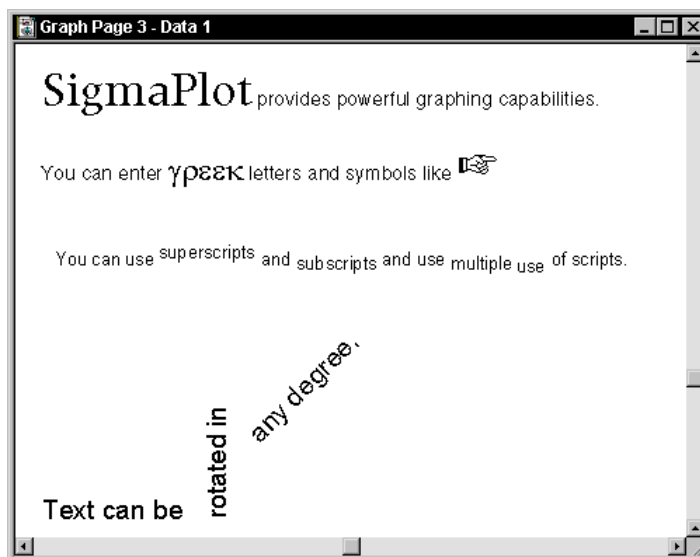 Graph Page 3 - Data 1
SigmaPlot provides powerful graphing capabilities.
You can enter γρεεκ letters and symbols like ☞
You can use superscripts and subscripts and use multiple use of scripts.
any degree.
rotated in
Text can be